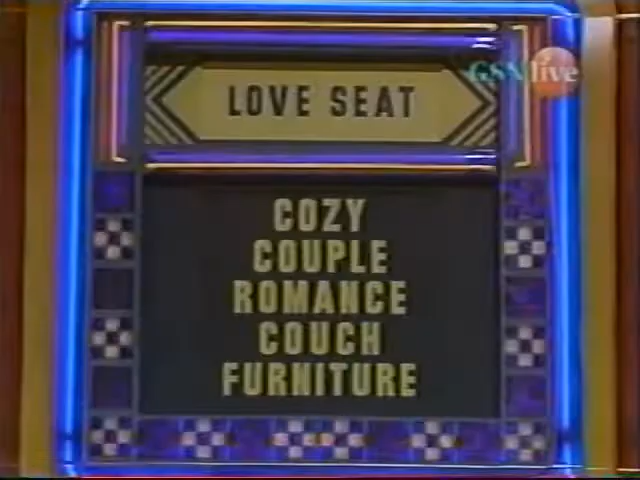 GSN live
LOVE SEAT
COZY
COUPLE
ROMANCE
COUCH
FURNITURE